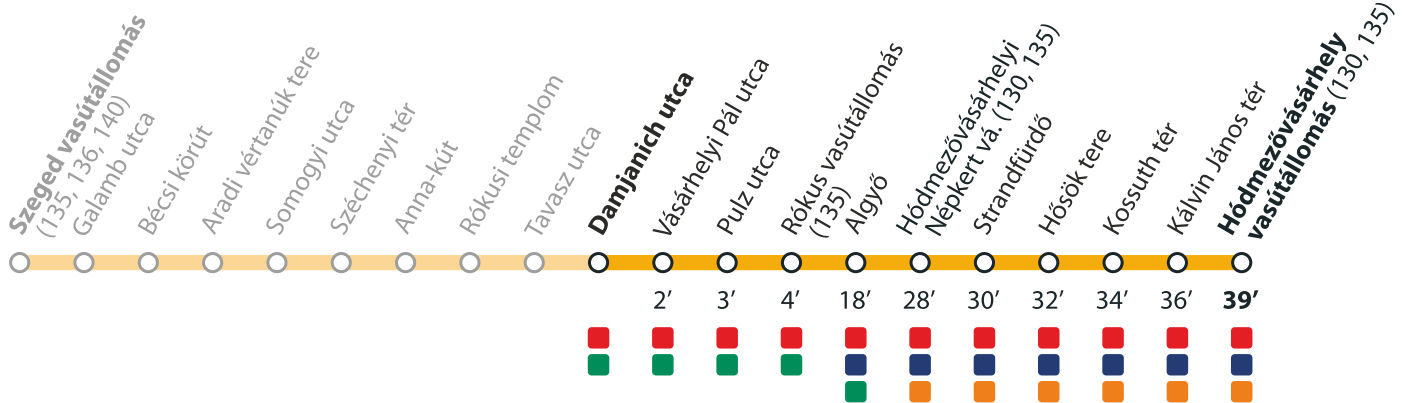 Szeged vasútállomás
(135, 136, 140)
Galamb utca
Bécsi körút
Aradi vértanúk tere
Somogyi utca
Széchenyi tér
Anna-kút
Rókusi templom
Tavasz utca
Damjanich utca
Vásárhelyi Pál utca
Pulz utca
Rókus vasútállomás
(135)
Algyő
Hódmezővásárhelyi
Népkert vá. (130, 135)
Strandfürdő
Hősök tere
Kossuth tér
Kálvin János tér
Hódmezővásárhely
vasútállomás (130, 135)
2′ 3′ 4′ 18′ 28′ 30′ 32′ 34′ 36′ 39′